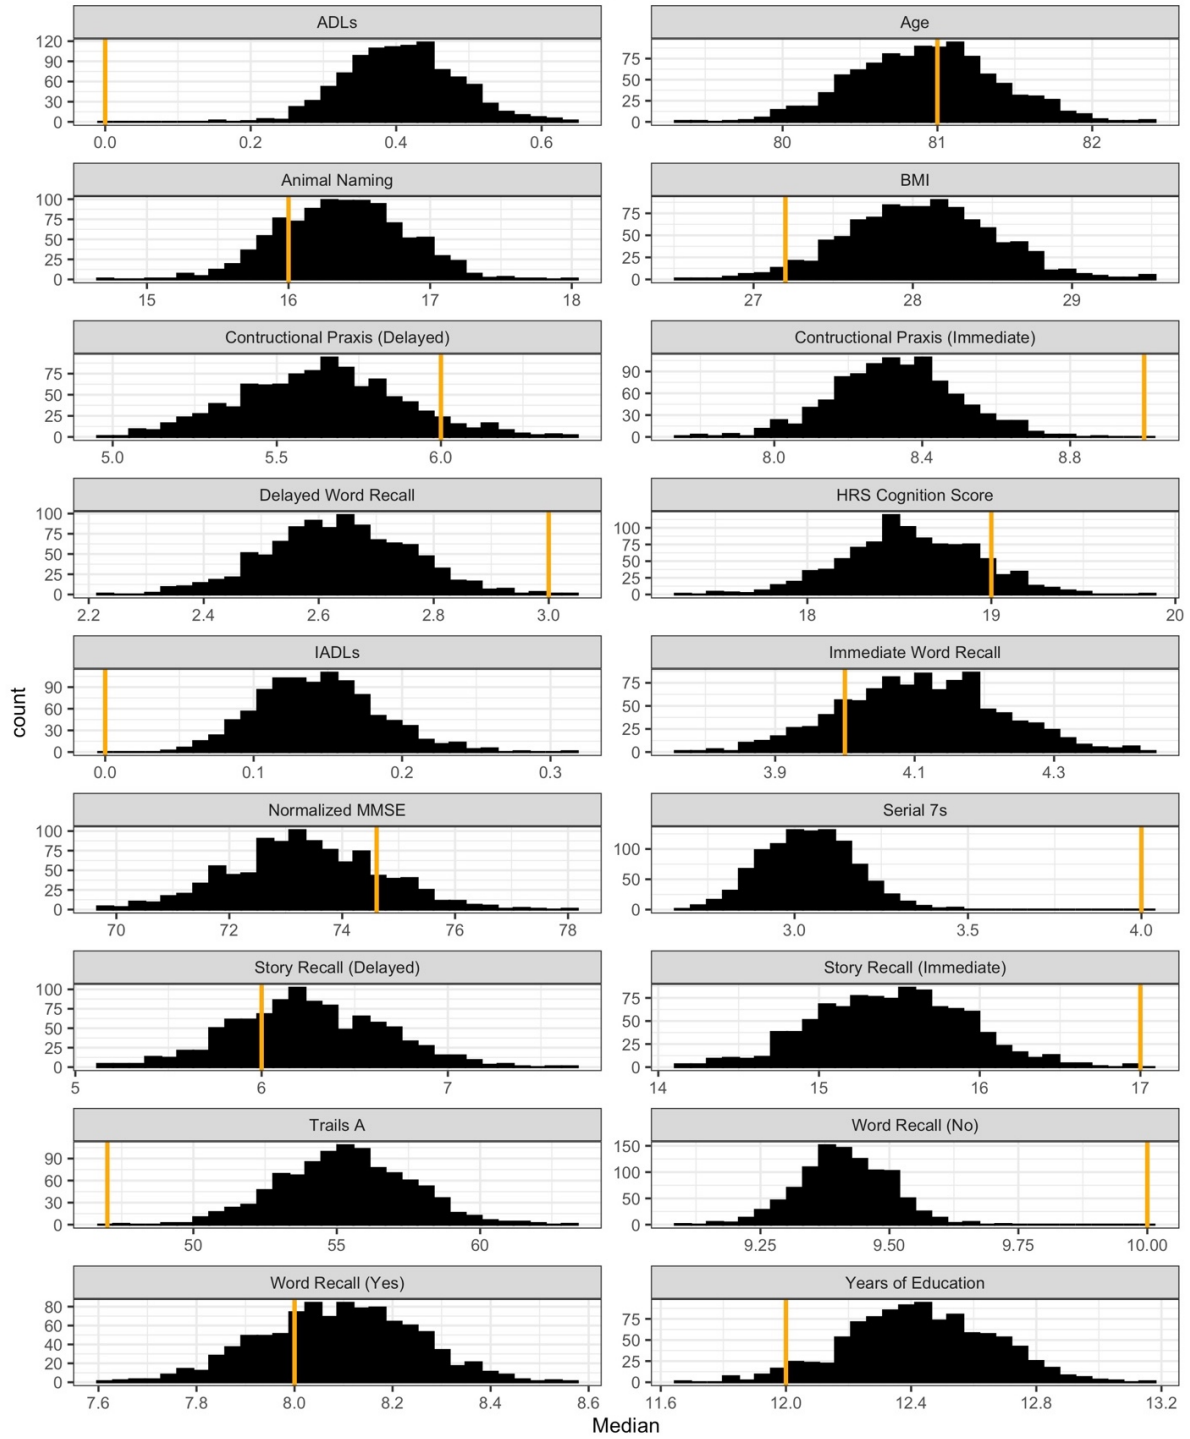 ADLs
Age
120
90
60
30
0
0.0 0.2 0.4 0.6
75
50
25
0
80 81 82
Animal Naming
BMI
100
75
50
25
0
15 16 17 18
75
50
25
0
27 28 29
Contructional Praxis (Delayed)
Contructional Praxis (Immediate)
75
50
25
0
5.0 5.5 6.0
90
60
30
0
8.0 8.4 8.8
Delayed Word Recall
HRS Cognition Score
100
75
50
25
0
2.2 2.4 2.6 2.8 3.0
100
75
50
25
0
18 19 20
IADLs
Immediate Word Recall
90
60
30
0
0.0 0.1 0.2 0.3
75
50
25
0
3.9 4.1 4.3
Normalized MMSE
Serial 7s
100
75
50
25
0
70 72 74 76 78
100
50
0
3.0 3.5 4.0
Story Recall (Delayed)
Story Recall (Immediate)
100
75
50
25
0
5 6 7
75
50
25
0
14 15 16 17
Trails A
Word Recall (No)
90
60
30
0
50 55 60
150
100
50
0
9.25 9.50 9.75 10.00
Word Recall (Yes)
Years of Education
80
60
40
20
0
7.6 7.8 8.0 8.2 8.4 8.6
75
50
25
0
11.6 12.0 12.4 12.8 13.2
count
Median